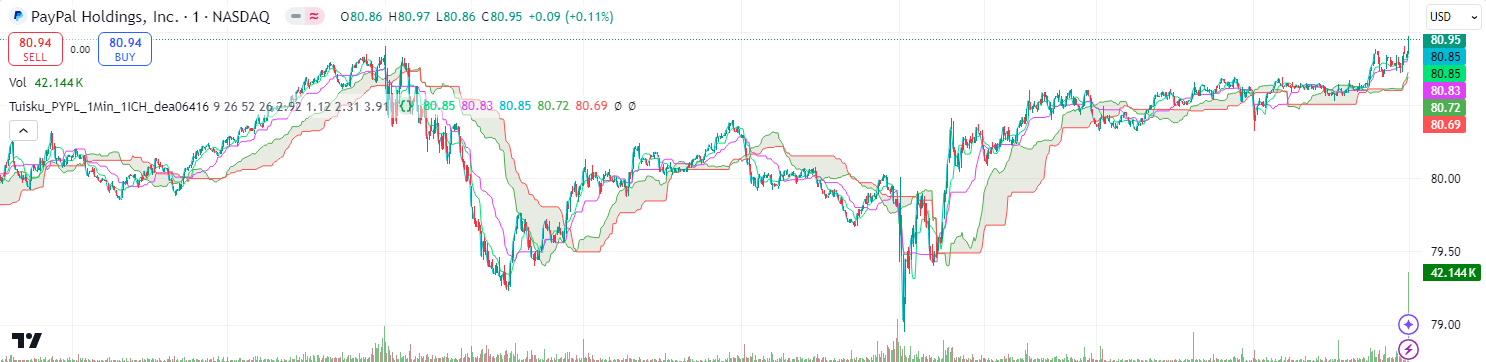 PayPal Holdings, Inc. · 1 · NASDAQ O80.86 H80.97 L80.86 C80.95 +0.09 (+0.11%)
USD
80.94 SELL 0.00 80.94 BUY
Vol 42.144 K
Tuisku_PYPL_1Min_1ICH_dea06416 9 26 52 26 2.92 1.12 2.31 3.91 80.85 80.83 80.85 80.72 80.69 Ø Ø
80.95
80.85
80.85
80.83
80.72
80.69
80.00
79.50
42.144 K
79.00